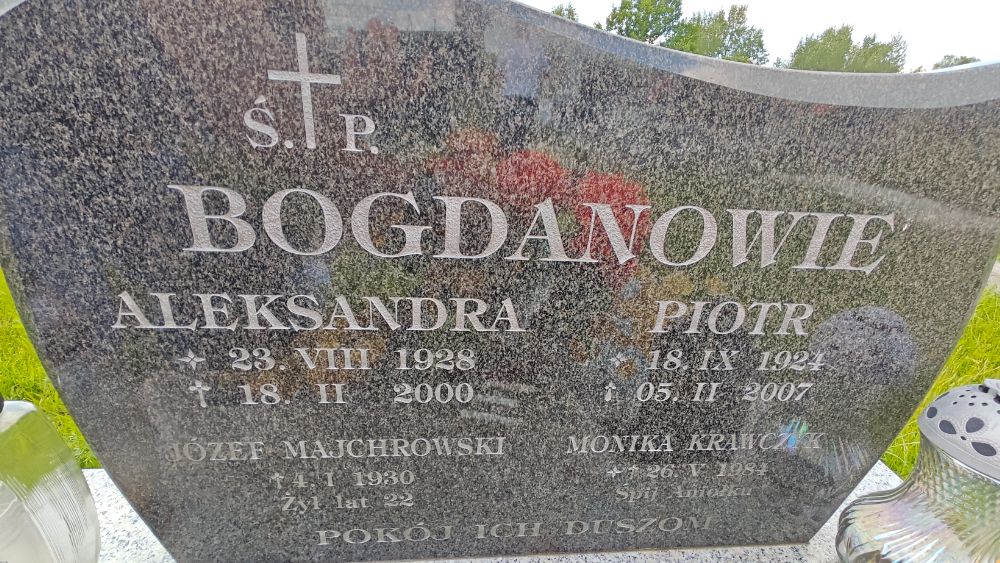 Ś. P.
BOGDANOWIE
ALEKSANDRA
23. VIII 1928
† 18. II 2000
PIOTR
18. IX 1924
† 05. II 2007
JÓZEF MAJCHROWSKI
† 4. I 1930
Żył lat 22
MONIKA KRAWCZYK
† 26. V 1984
Śpij Aniołku
POKÓJ ICH DUSZOM